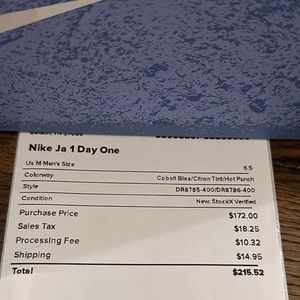 Nike Ja 1 Day One
Us M Men's Size 6.5
Colorway Cobalt Bliss/Citron Tint/Hot Punch
Style DR8785-400/DR8786-400
Condition New; StockX Verified
Purchase Price $172.00
Sales Tax $18.25
Processing Fee $10.32
Shipping $14.95
Total $215.52